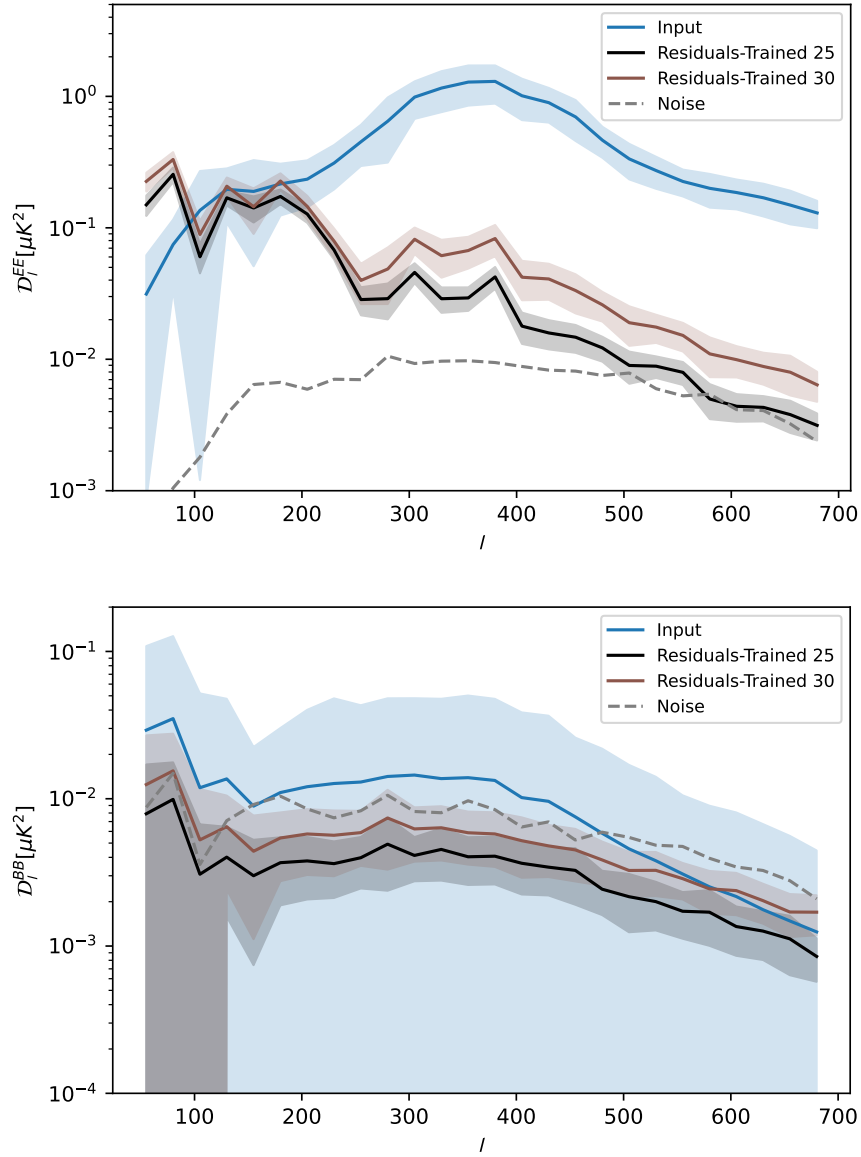 Input
Residuals-Trained 25
Residuals-Trained 30
Noise
10^0
10^-1
10^-2
10^-3
D_l^EE[μK^2]
100 200 300 400 500 600 700
l
Input
Residuals-Trained 25
Residuals-Trained 30
Noise
10^-1
10^-2
10^-3
10^-4
D_l^BB[μK^2]
100 200 300 400 500 600 700
l